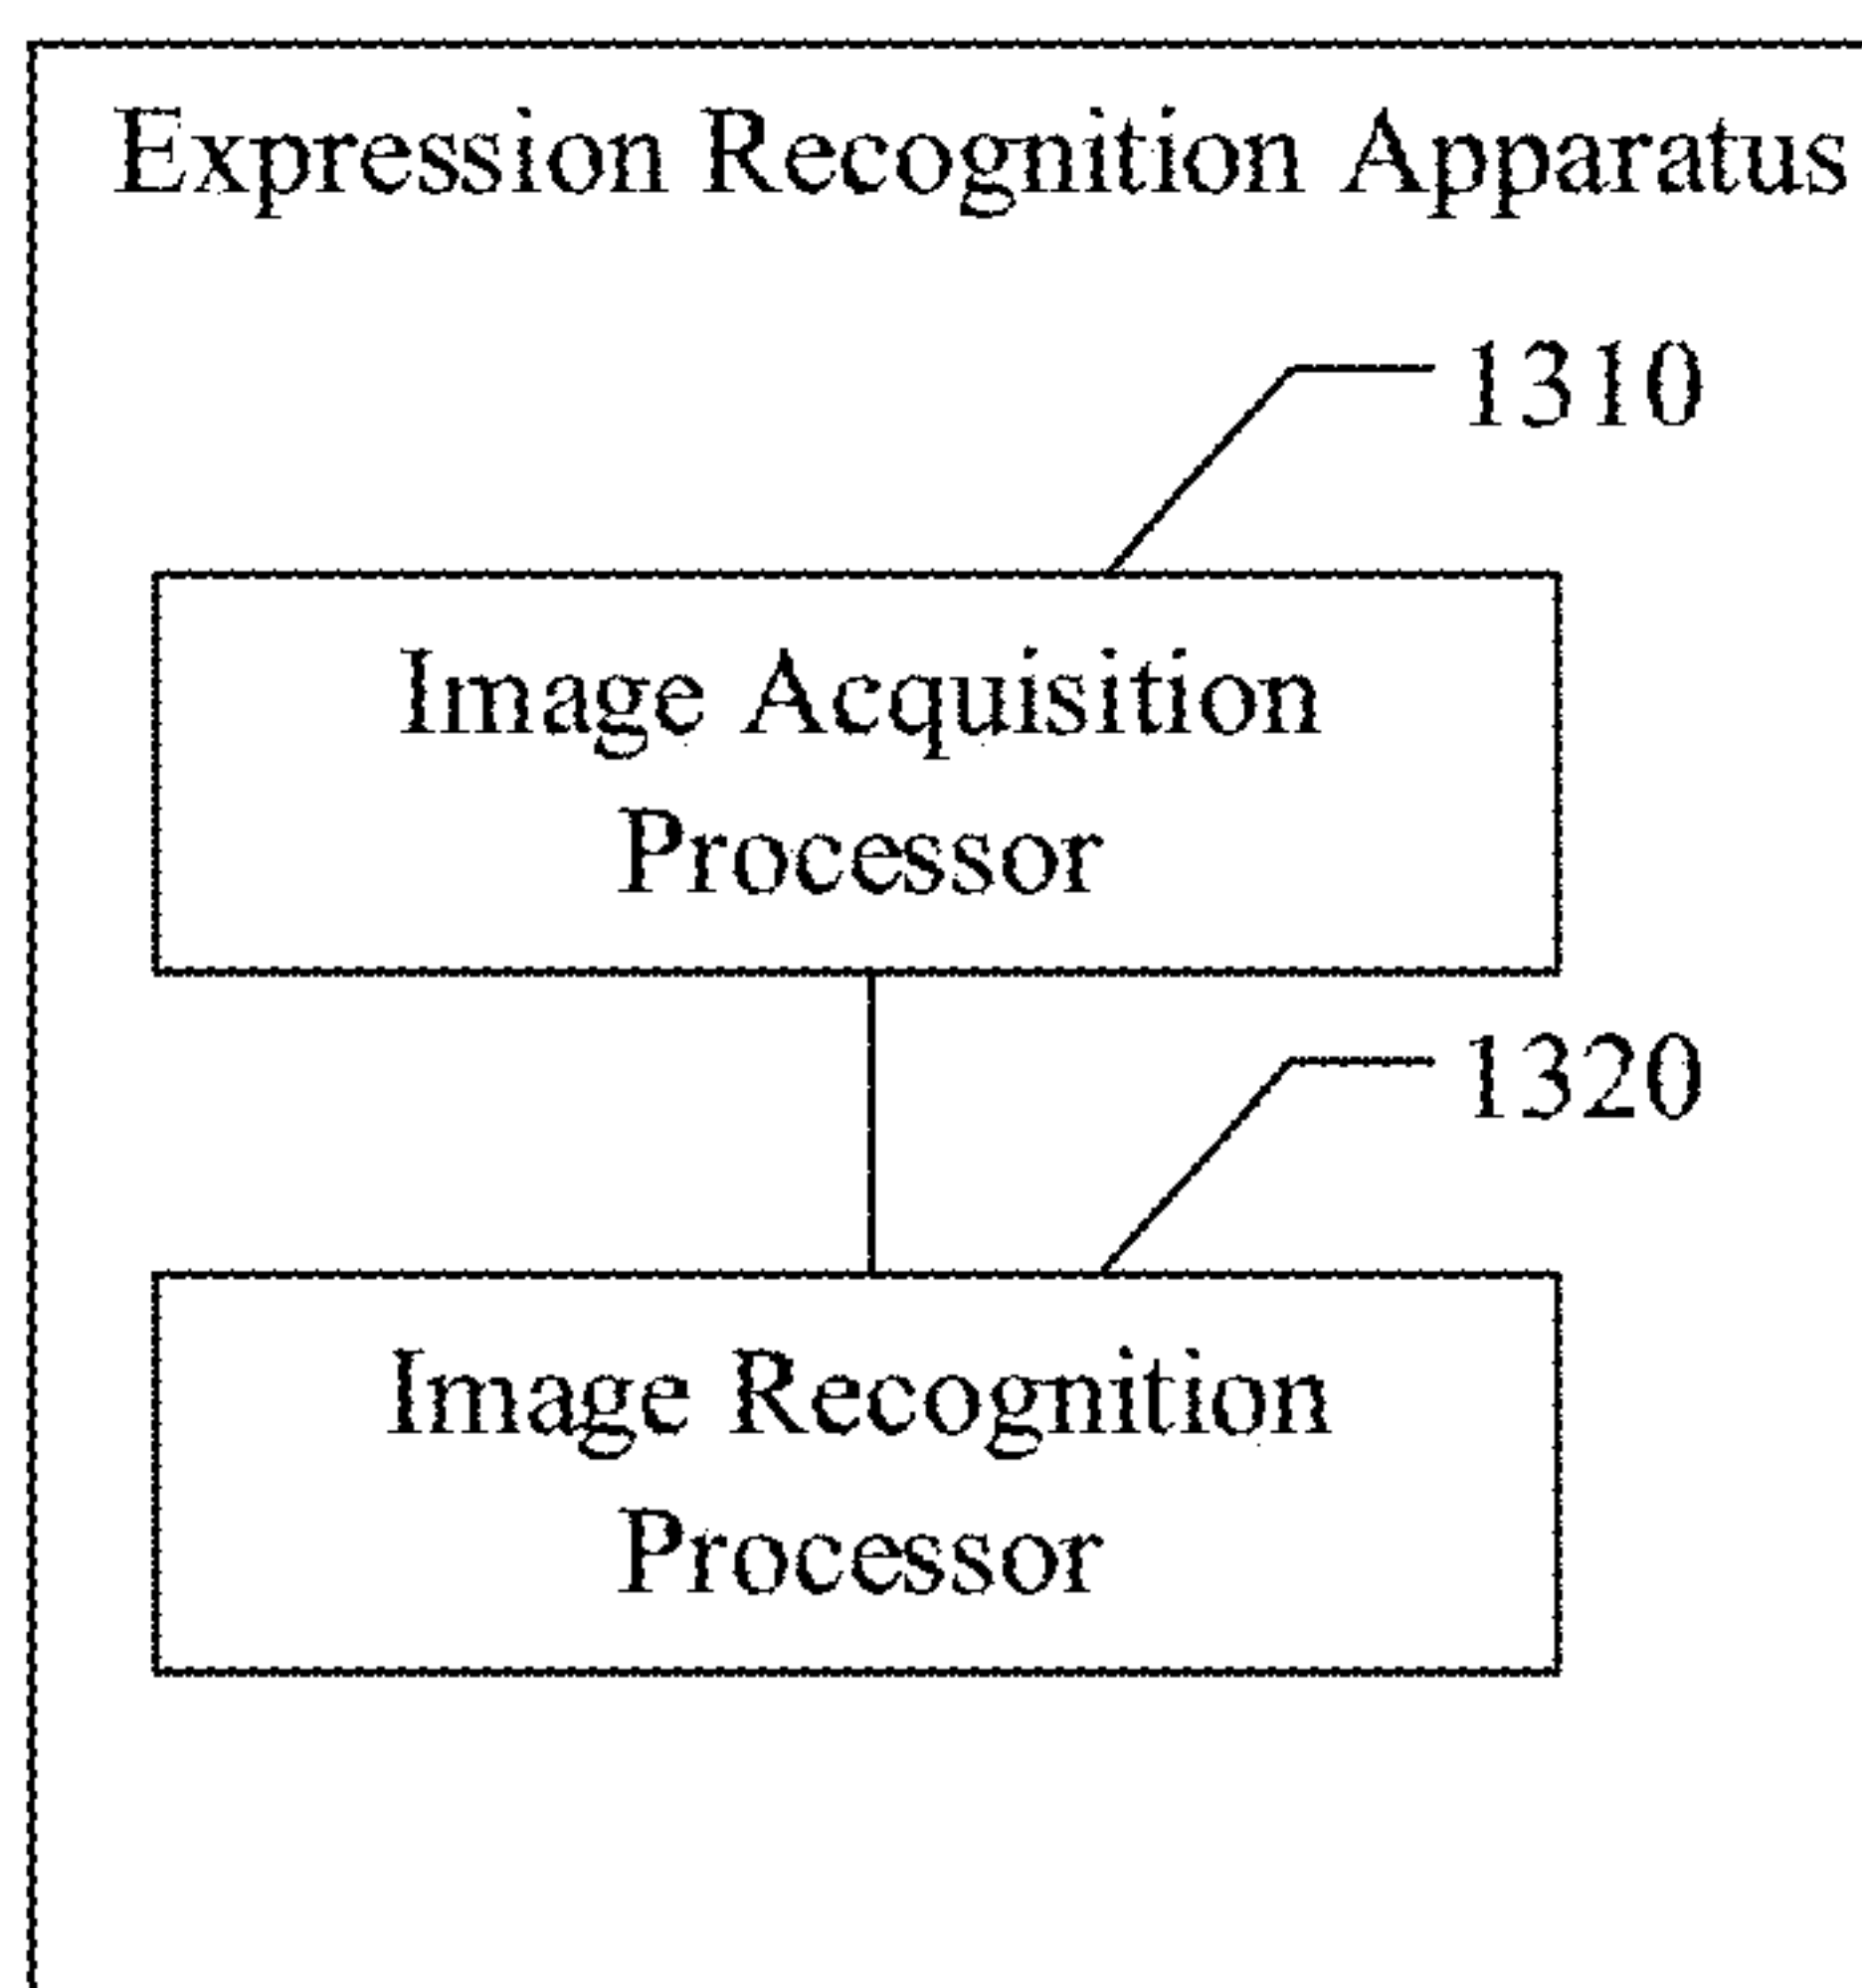 Expression Recognition Apparatus
1310
Image Acquisition
Processor
1320
Image Recognition
Processor